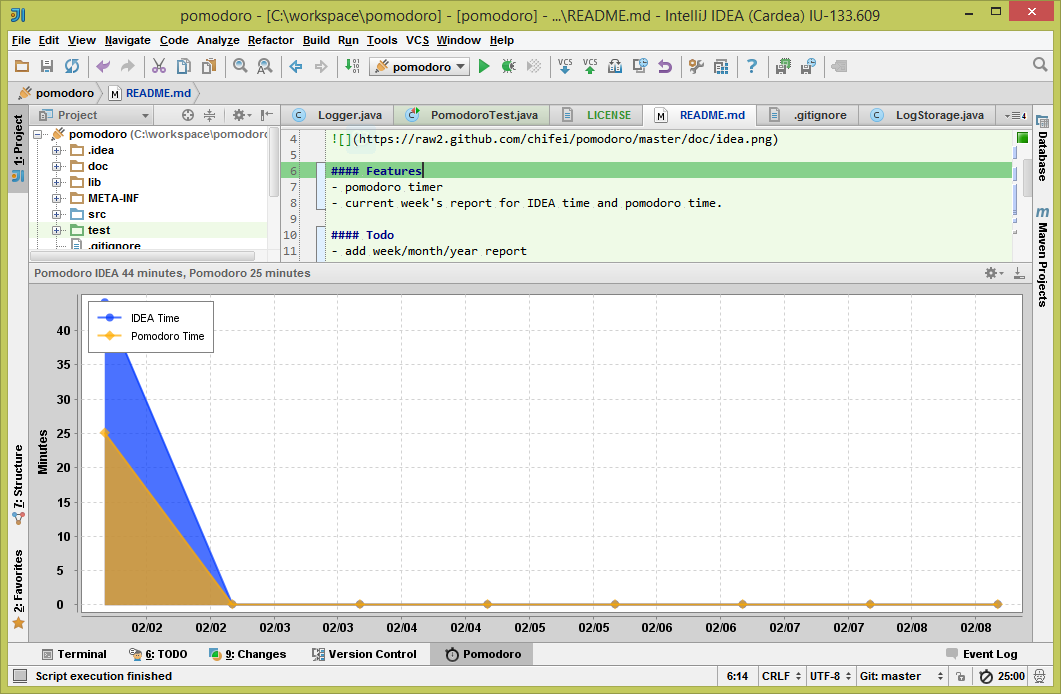 pomodoro - [C:\workspace\pomodoro] - [pomodoro] - ...\README.md - IntelliJ IDEA (Cardea) IU-133.609
File Edit View Navigate Code Analyze Refactor Build Run Tools VCS Window Help
pomodoro
pomodoro README.md
1: Project
Project
pomodoro (C:\workspace\pomodoro
.idea
doc
lib
META-INF
src
test
.gitignore
Logger.java PomodoroTest.java LICENSE README.md .gitignore LogStorage.java
4 ![](https://raw2.github.com/chifei/pomodoro/master/doc/idea.png)
5
6 #### Features
7 - pomodoro timer
8 - current week's report for IDEA time and pomodoro time.
9
10 #### Todo
11 - add week/month/year report
Database
Maven Projects
Pomodoro IDEA 44 minutes, Pomodoro 25 minutes
IDEA Time
Pomodoro Time
Minutes
40
35
30
25
20
15
10
5
0
02/02 02/02 02/03 02/03 02/04 02/04 02/05 02/05 02/06 02/06 02/07 02/07 02/08 02/08
7: Structure
2: Favorites
Terminal 6: TODO 9: Changes Version Control Pomodoro Event Log
Script execution finished 6:14 CRLF UTF-8 Git: master 25:00